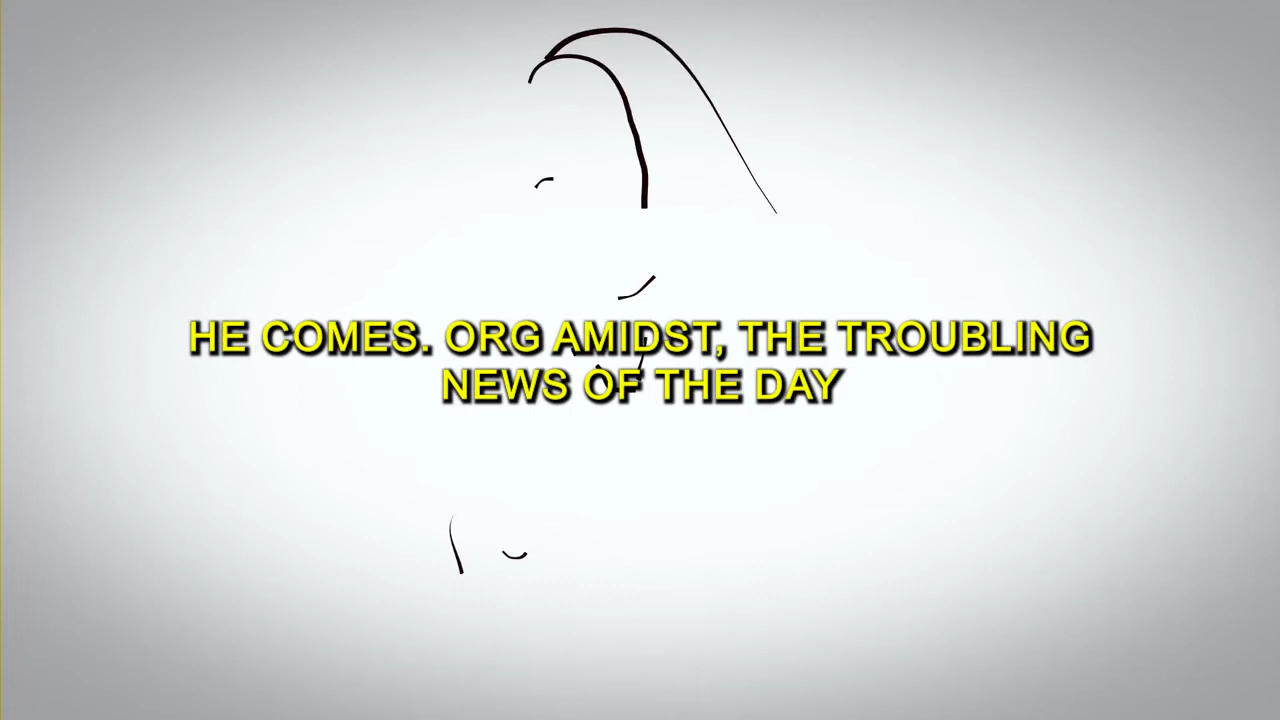 HE COMES. ORG AMIDST, THE TROUBLING
NEWS OF THE DAY